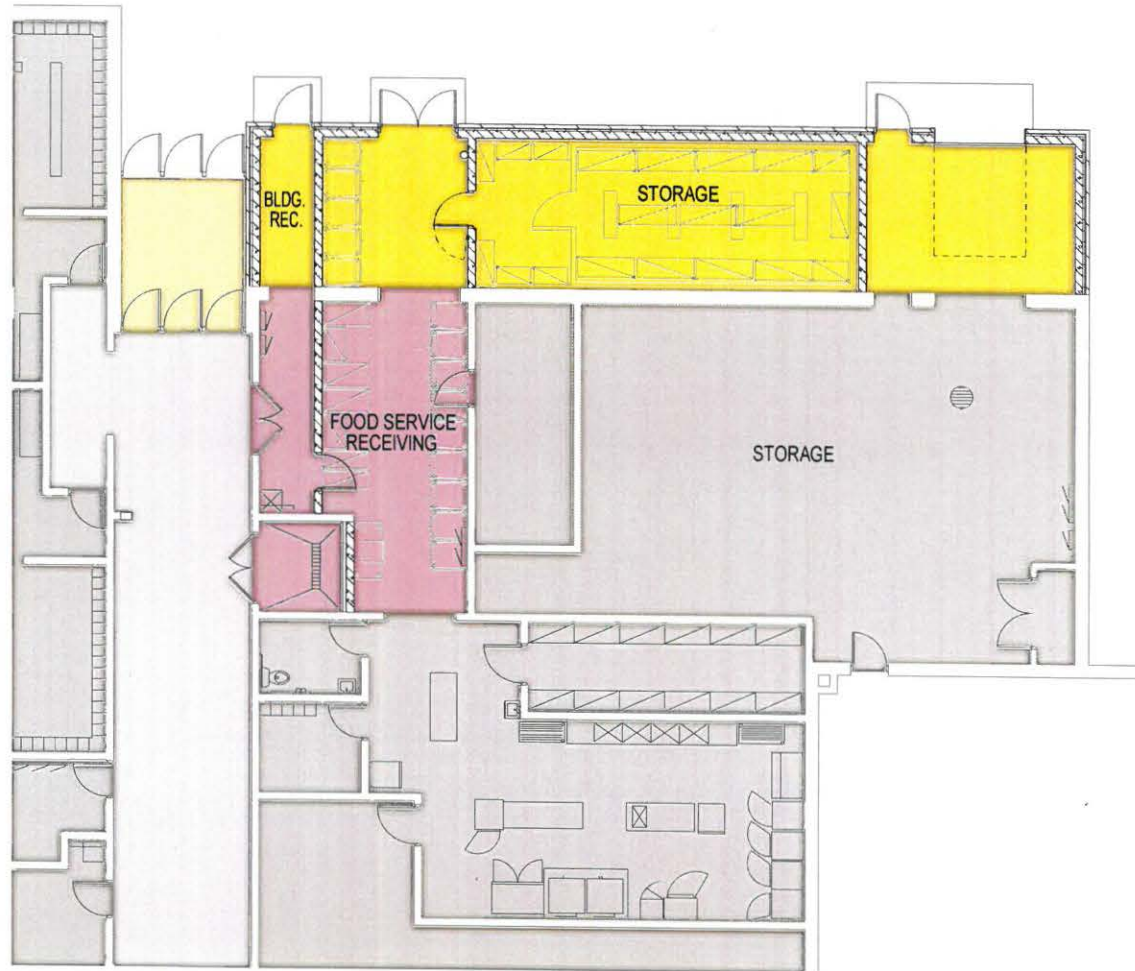 BLDG.
REC.
STORAGE
FOOD SERVICE
RECEIVING
STORAGE